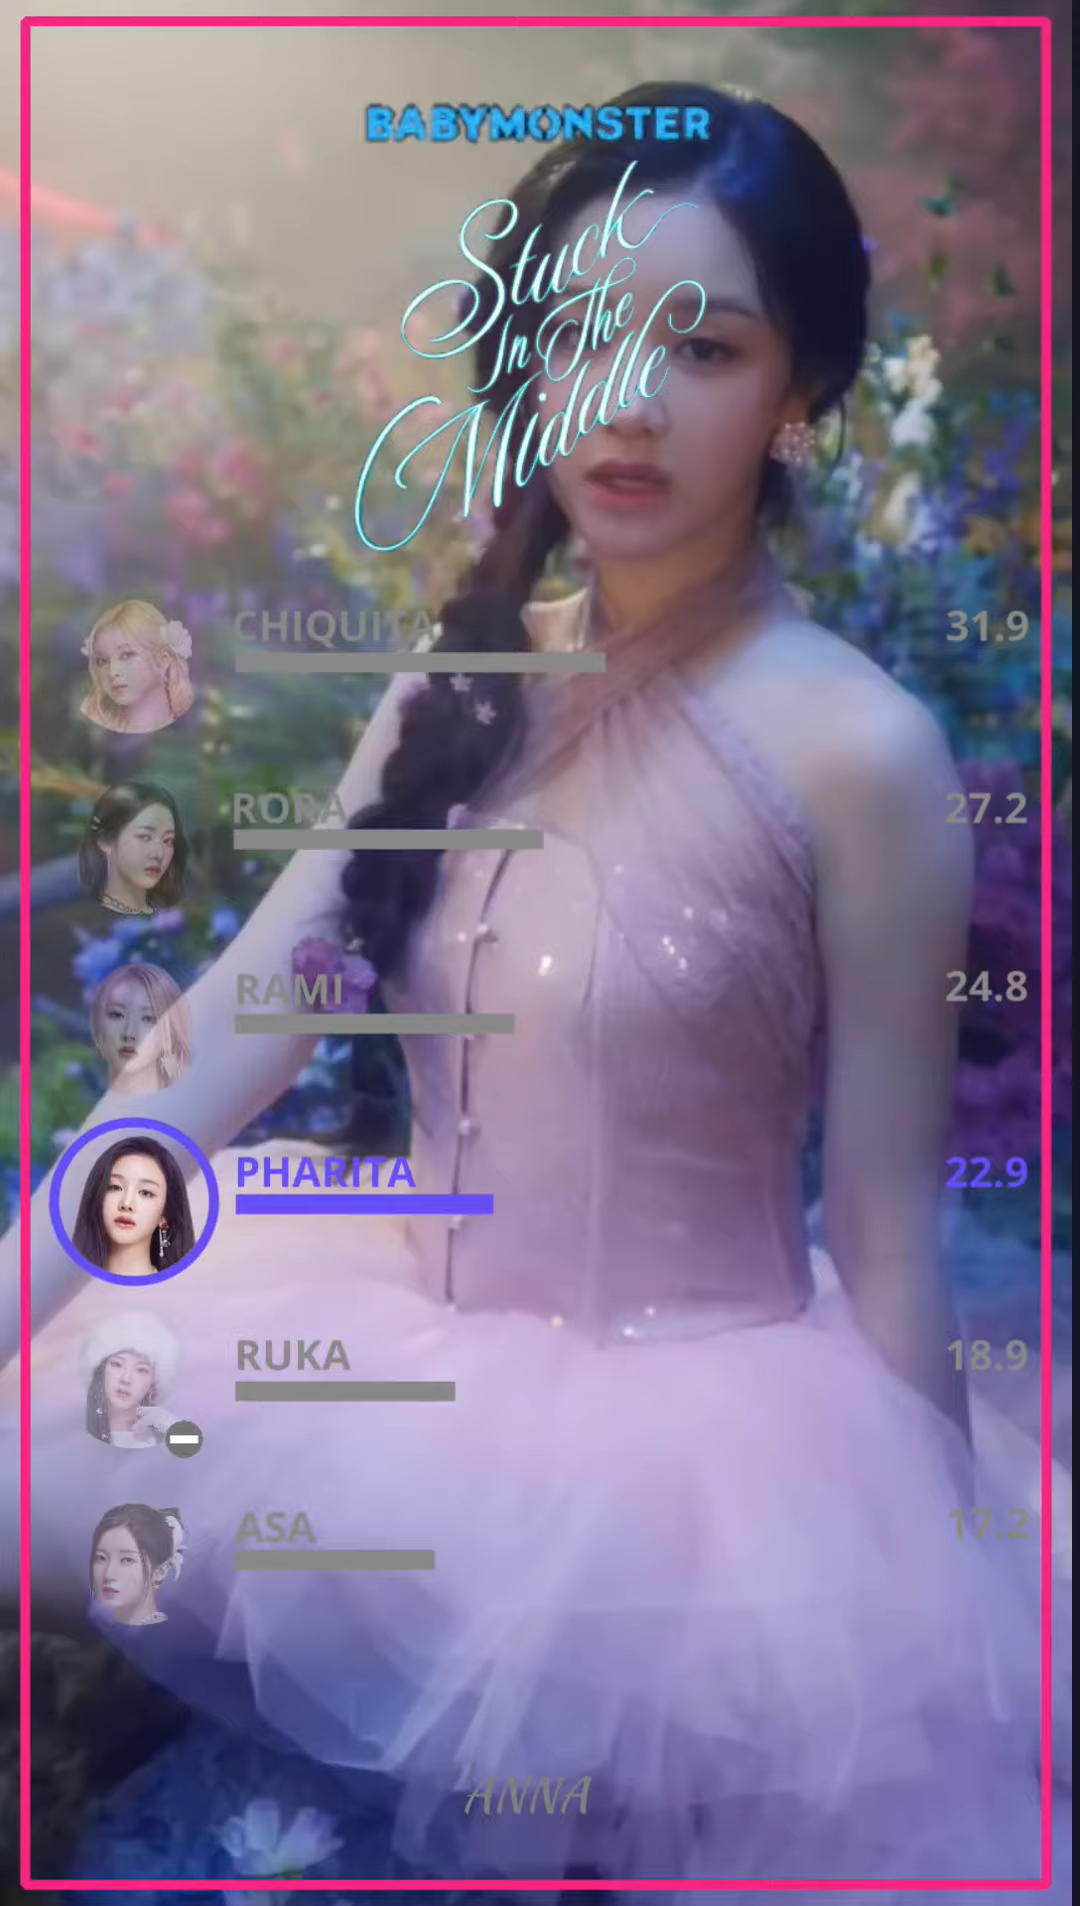 BABYMONSTER
Stuck
In The
Middle
CHIQUITA 31.9
RORA 27.2
RAMI 24.8
PHARITA 22.9
RUKA 18.9
ASA 17.2
ANNA